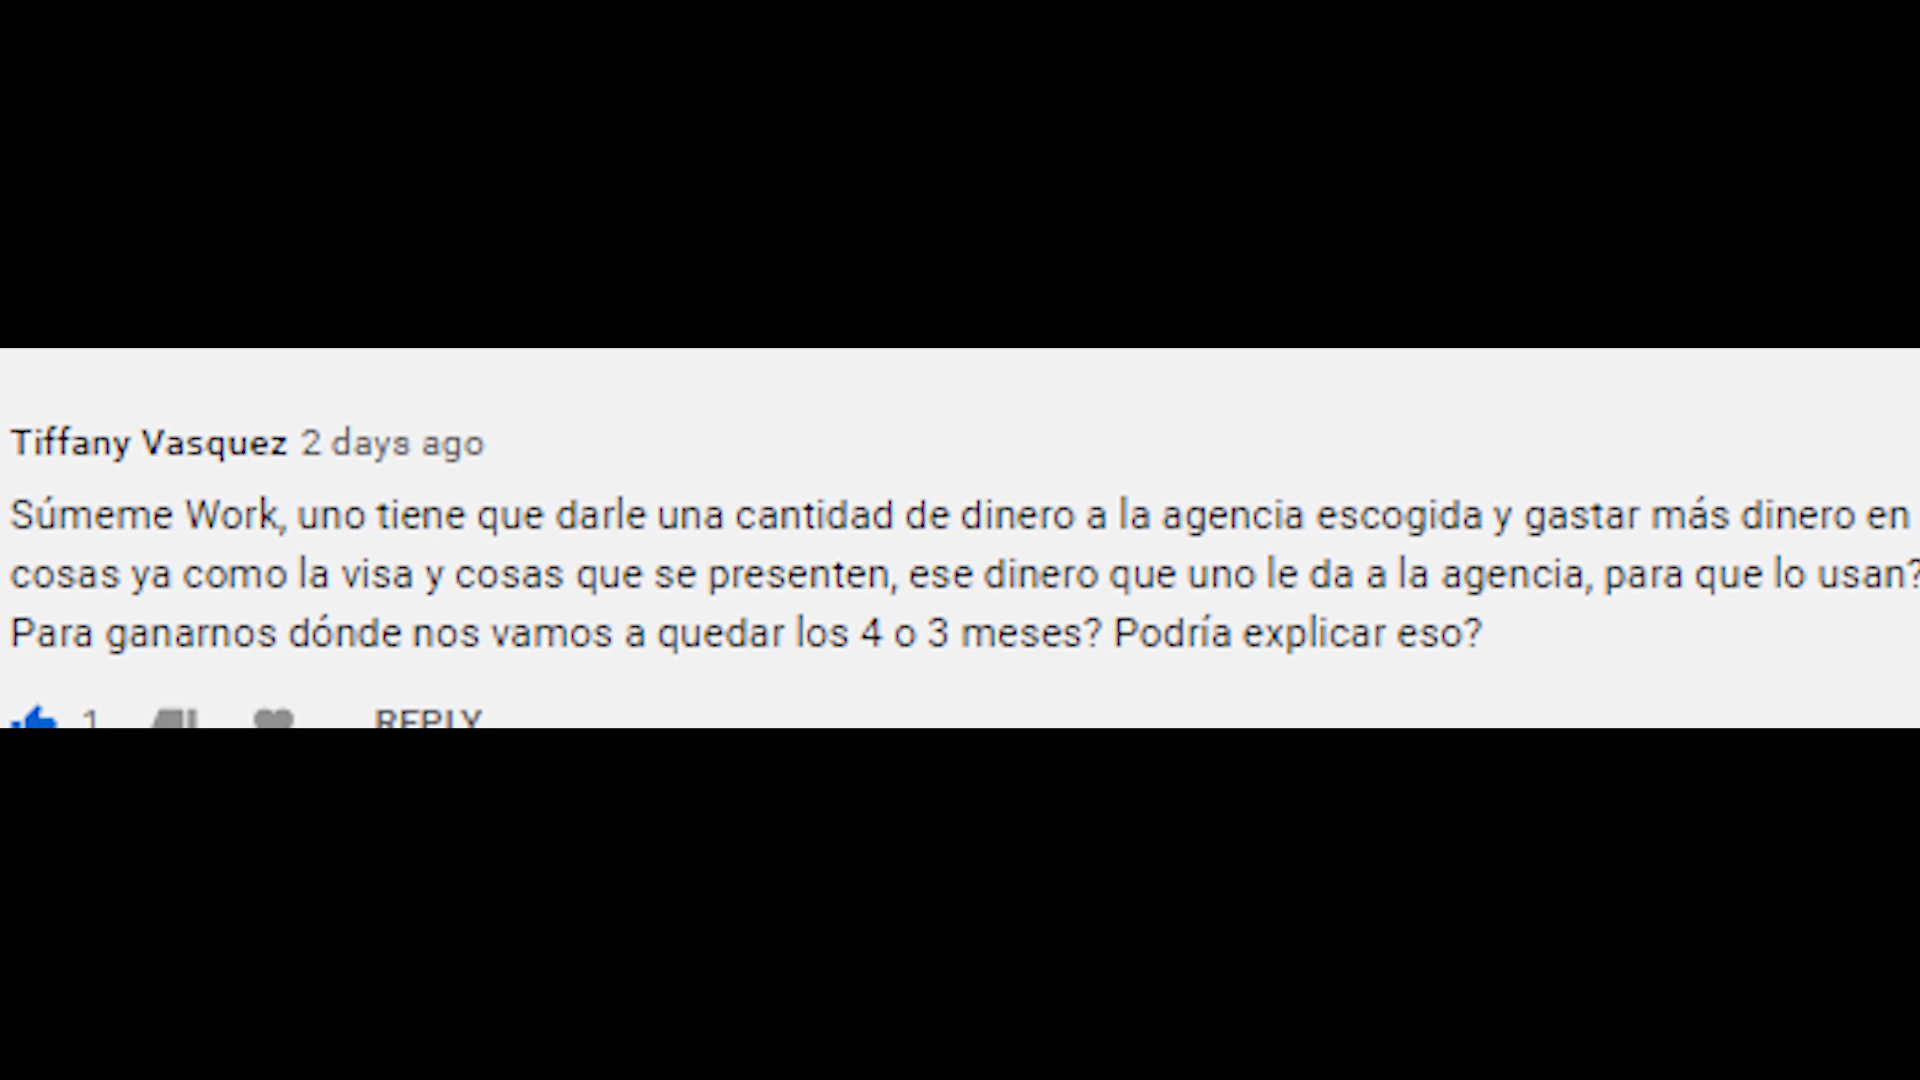 Tiffany Vasquez 2 days ago
Súmeme Work, uno tiene que darle una cantidad de dinero a la agencia escogida y gastar más dinero en
cosas ya como la visa y cosas que se presenten, ese dinero que uno le da a la agencia, para que lo usan?
Para ganarnos dónde nos vamos a quedar los 4 o 3 meses? Podría explicar eso?
1 REPLY